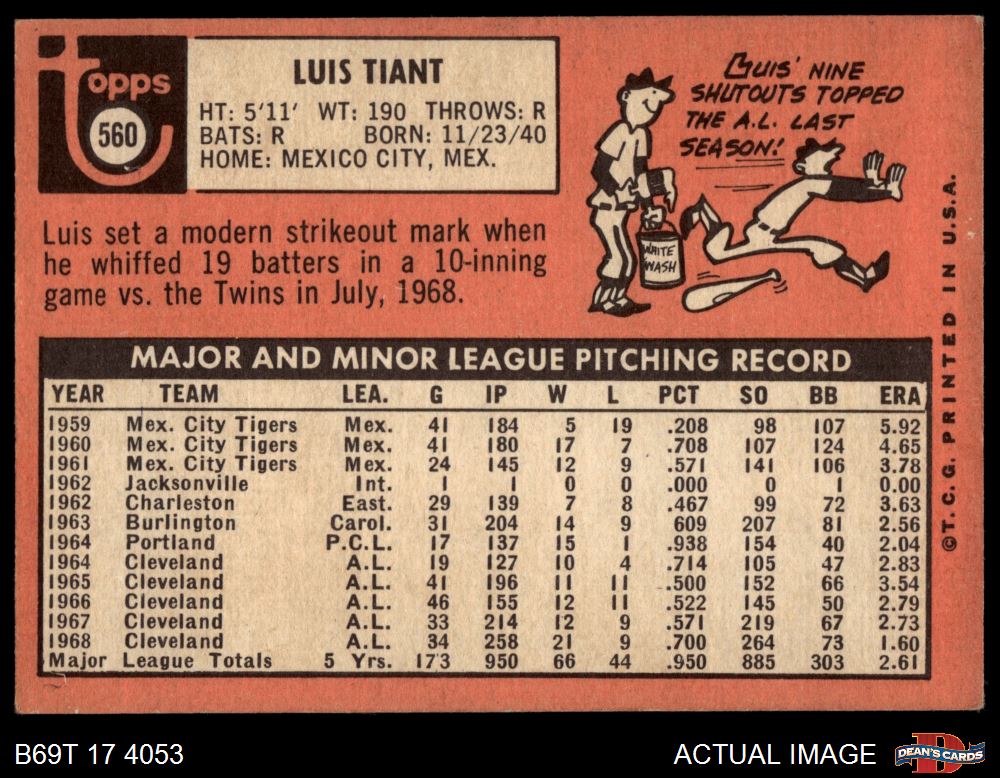 Topps
560
LUIS TIANT
HT: 5'11' WT: 190 THROWS: R
BATS: R BORN: 11/23/40
HOME: MEXICO CITY, MEX.
LUIS' NINE
SHUTOUTS TOPPED
THE A.L. LAST
SEASON!
WHITE
WASH
Luis set a modern strikeout mark when
he whiffed 19 batters in a 10-inning
game vs. the Twins in July, 1968.
MAJOR AND MINOR LEAGUE PITCHING RECORD
YEAR TEAM LEA. G IP W L PCT SO BB ERA
1959 Mex. City Tigers Mex. 41 184 5 19 .208 98 107 5.92
1960 Mex. City Tigers Mex. 41 180 17 7 .708 107 124 4.65
1961 Mex. City Tigers Mex. 24 145 12 9 .571 141 106 3.78
1962 Jacksonville Int. 1 1 0 0 .000 0 1 0.00
1962 Charleston East. 29 139 7 8 .467 99 72 3.63
1963 Burlington Carol. 31 204 14 9 609 207 81 2.56
1964 Portland P.C.L. 17 137 15 1 .938 154 40 2.04
1964 Cleveland A.L. 19 127 10 4 .714 105 47 2.83
1965 Cleveland A.L. 41 196 11 11 .500 152 66 3.54
1966 Cleveland A.L. 46 155 12 11 .522 145 50 2.79
1967 Cleveland A.L. 33 214 12 9 .571 219 67 2.73
1968 Cleveland A.L. 34 258 21 9 .700 264 73 1.60
Major League Totals 5 Yrs. 173 950 66 44 .950 885 303 2.61
©T.C.G. PRINTED IN U.S.A.
B69T 17 4053
ACTUAL IMAGE
D
DEAN'S CARDS